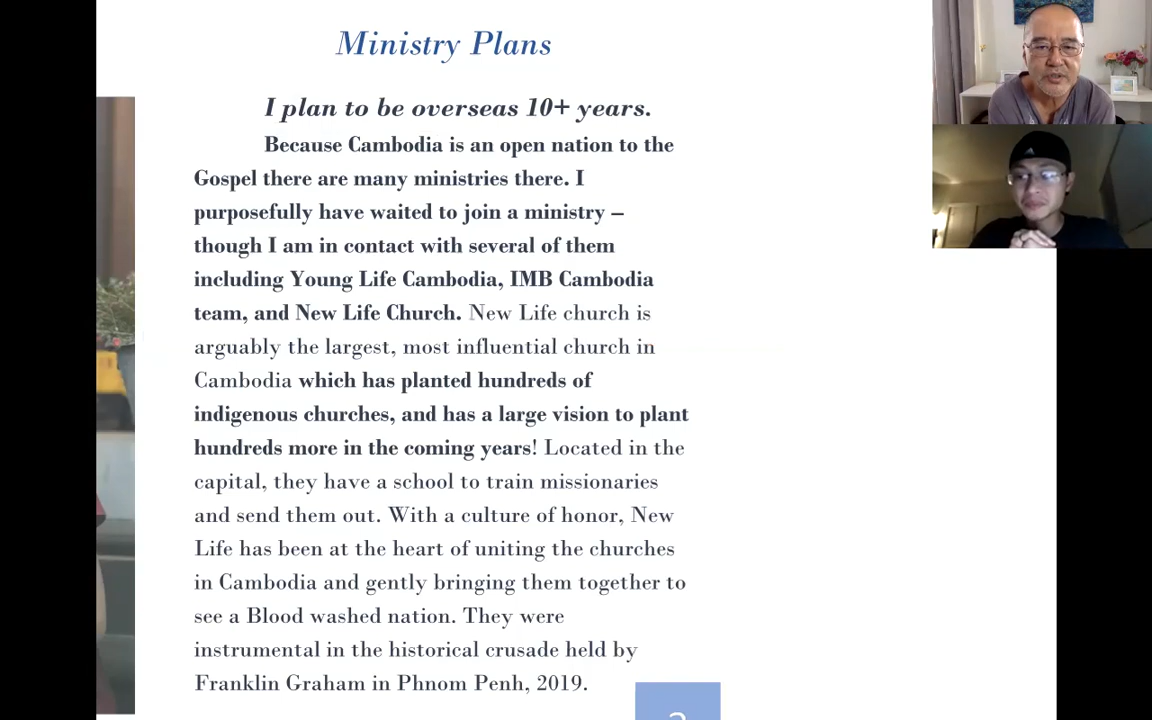 Ministry Plans
I plan to be overseas 10+ years.
Because Cambodia is an open nation to the
Gospel there are many ministries there. I
purposefully have waited to join a ministry –
though I am in contact with several of them
including Young Life Cambodia, IMB Cambodia
team, and New Life Church. New Life church is
arguably the largest, most influential church in
Cambodia which has planted hundreds of
indigenous churches, and has a large vision to plant
hundreds more in the coming years! Located in the
capital, they have a school to train missionaries
and send them out. With a culture of honor, New
Life has been at the heart of uniting the churches
in Cambodia and gently bringing them together to
see a Blood washed nation. They were
instrumental in the historical crusade held by
Franklin Graham in Phnom Penh, 2019.